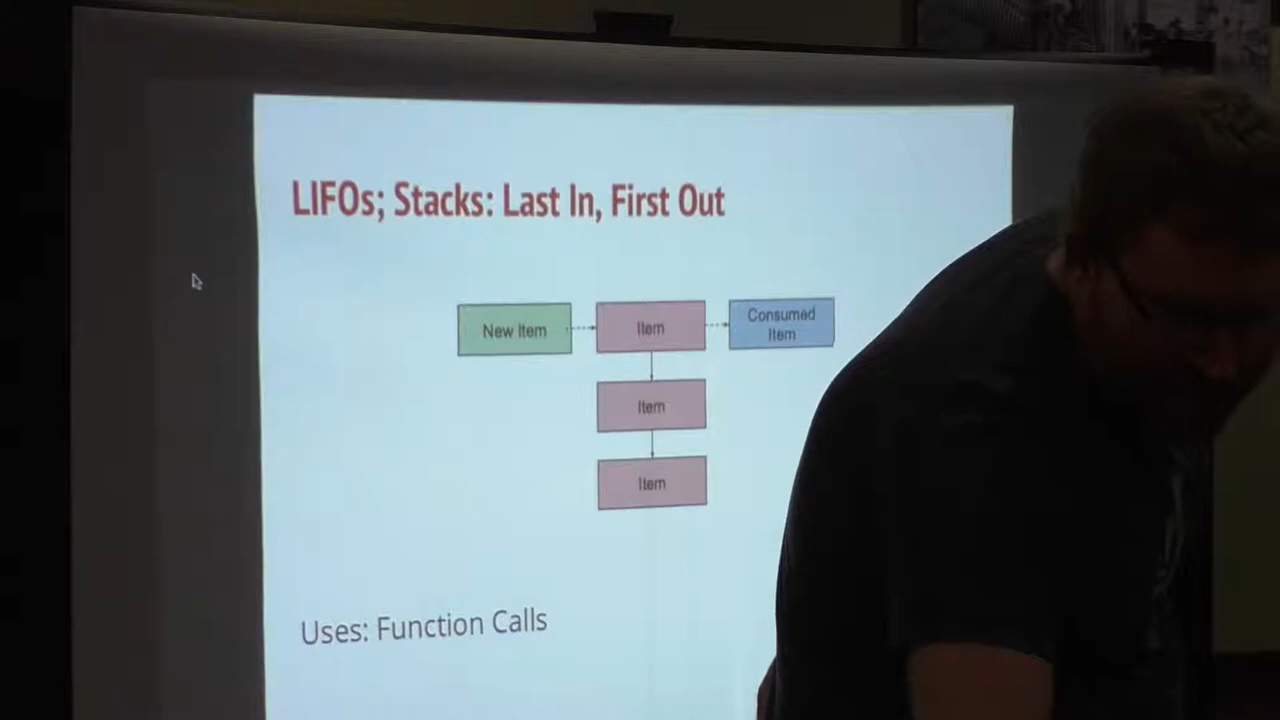 LIFOs; Stacks: Last In, First Out
New Item
Item
Consumed
Item
Item
Item
Uses: Function Calls